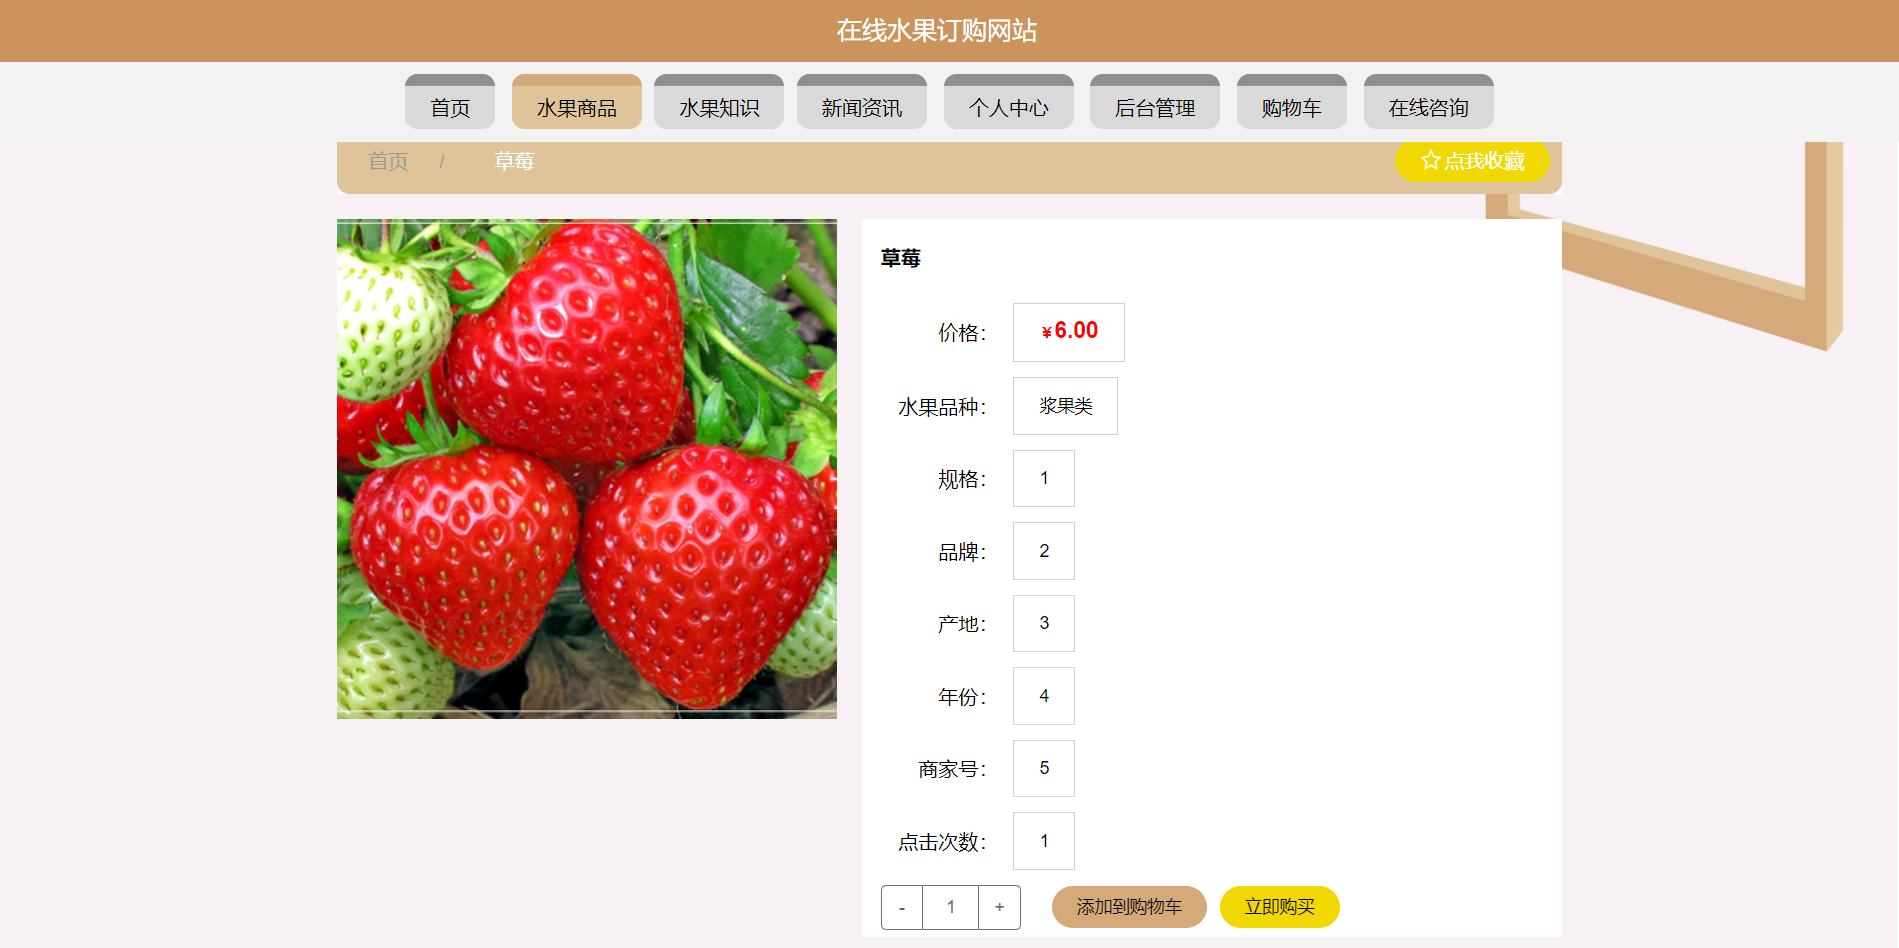 在线水果订购网站
首页 水果商品 水果知识 新闻资讯 个人中心 后台管理 购物车 在线咨询
首页 / 草莓 点我收藏
草莓
价格： ¥6.00
水果品种： 浆果类
规格： 1
品牌： 2
产地： 3
年份： 4
商家号： 5
点击次数： 1
- 1 + 添加到购物车 立即购买